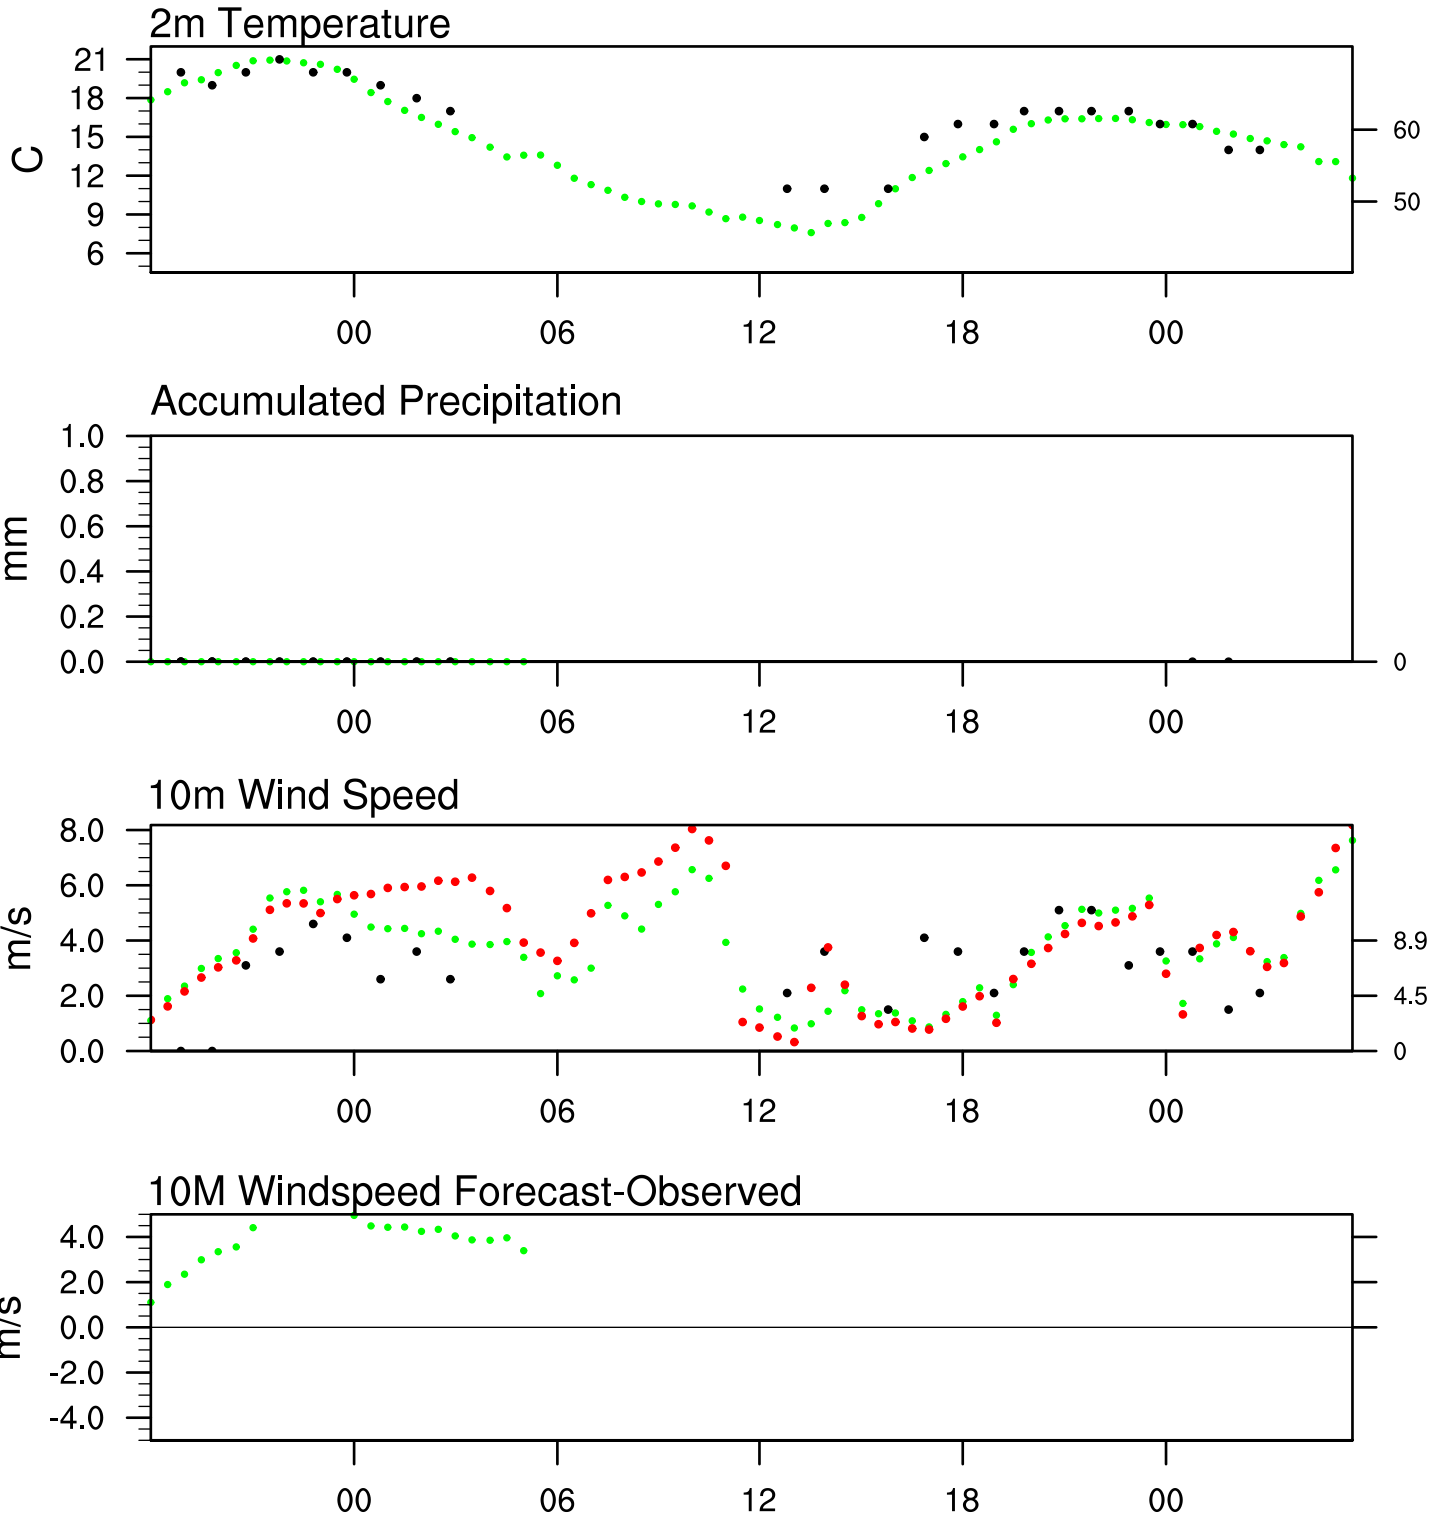 2m Temperature
C
21
18
15
12
9
6
60
50
00 06 12 18 00
Accumulated Precipitation
mm
1.0
0.8
0.6
0.4
0.2
0.0
0
00 06 12 18 00
10m Wind Speed
m/s
8.0
6.0
4.0
2.0
0.0
8.9
4.5
0
00 06 12 18 00
10M Windspeed Forecast-Observed
m/s
4.0
2.0
0.0
-2.0
-4.0
00 06 12 18 00